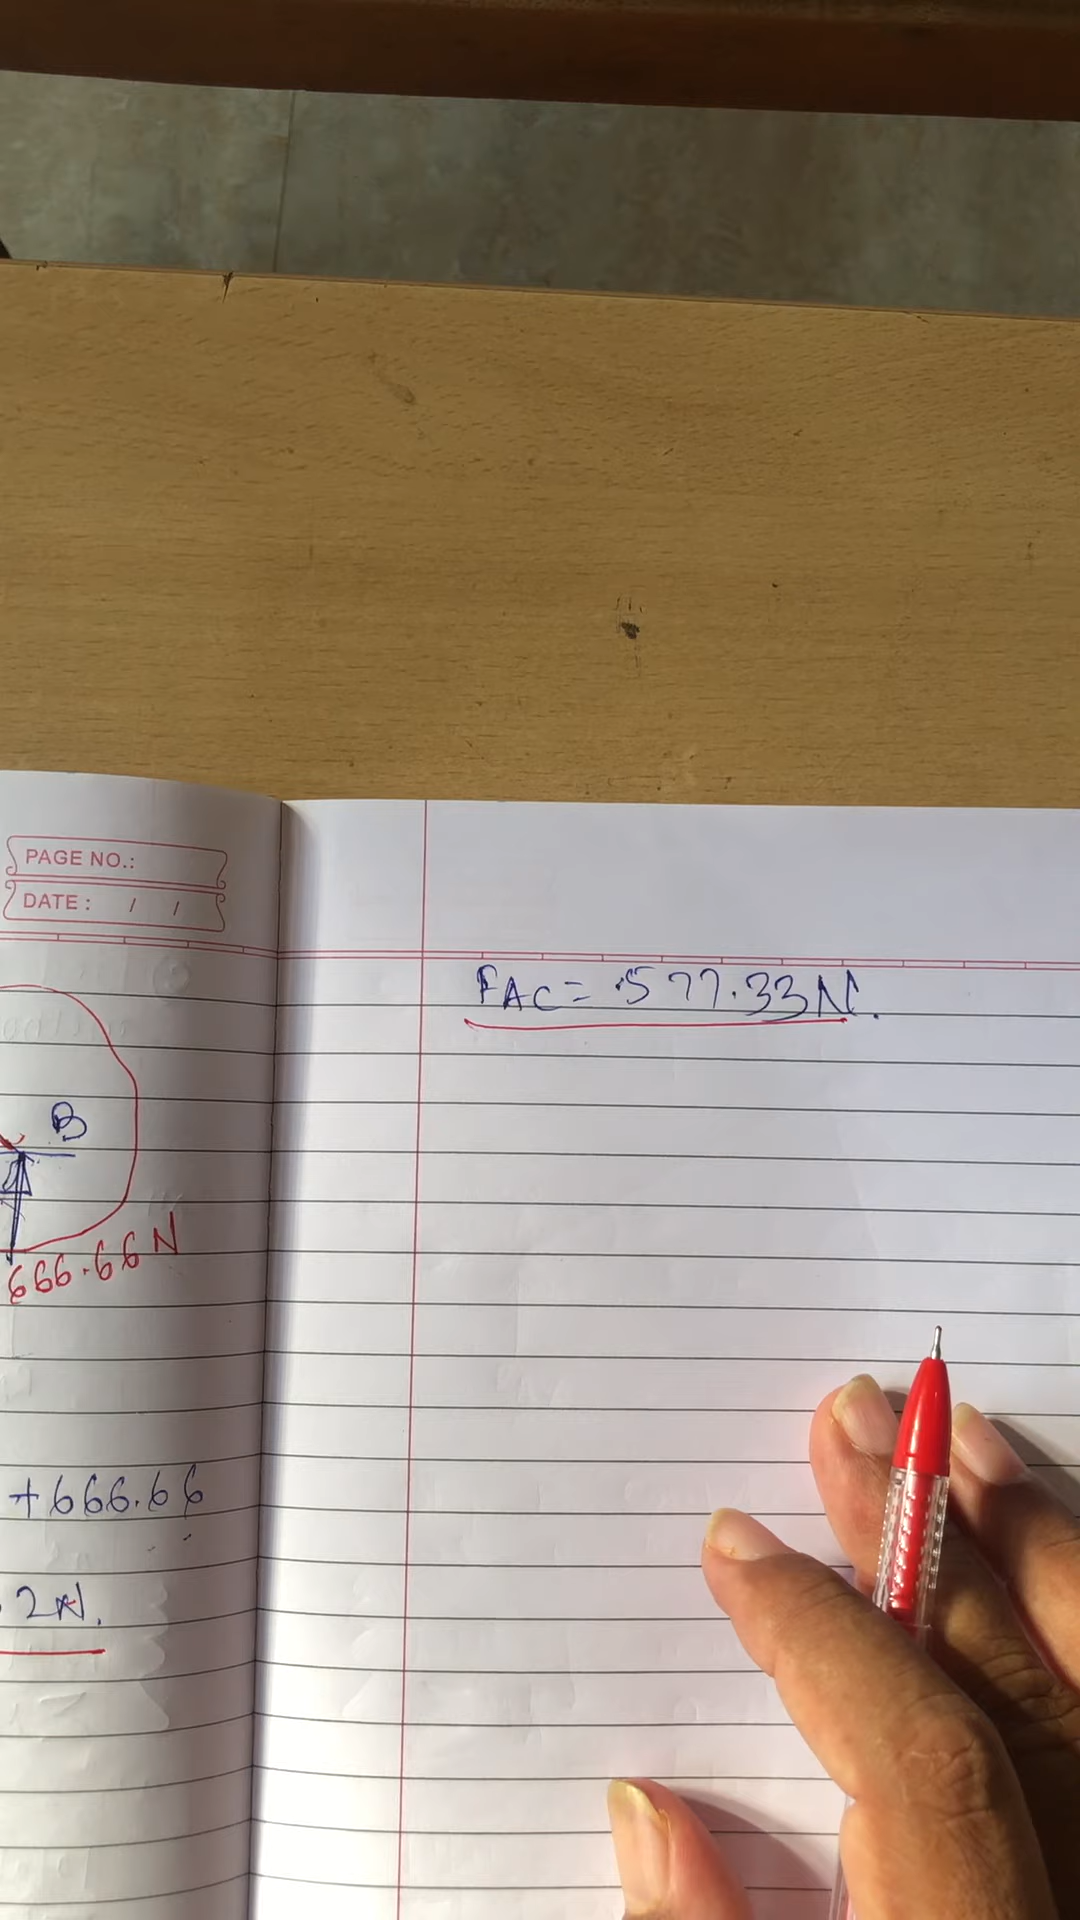 PAGE NO.:
DATE: / /
B
666.66 N
+666.66
2N.
FAC = 577.33N.